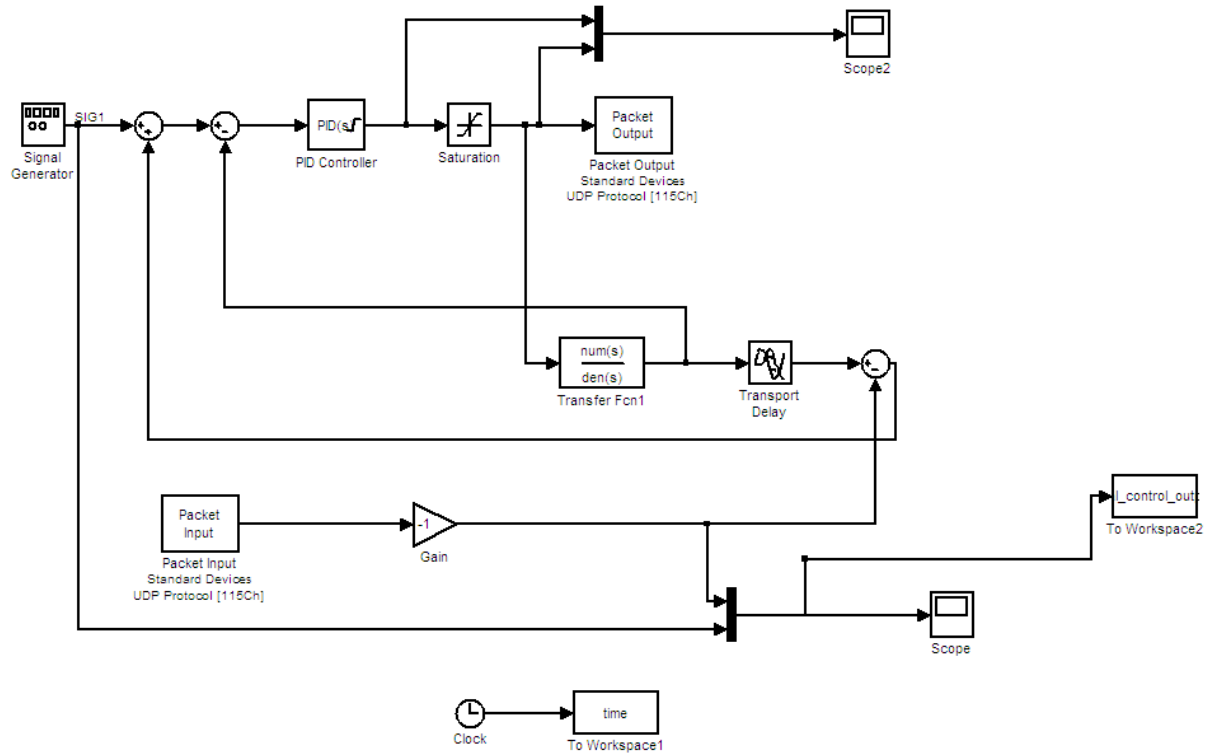 Scope2
SIG1
Signal
Generator
+
+
+
-
PID(s)
PID Controller
Saturation
Packet
Output
Packet Output
Standard Devices
UDP Protocol [115Ch]
num(s)
den(s)
Transfer Fcn1
Transport
Delay
+
-
Packet
Input
Packet Input
Standard Devices
UDP Protocol [115Ch]
-1
Gain
l_control_out
To Workspace2
Scope
Clock
time
To Workspace1